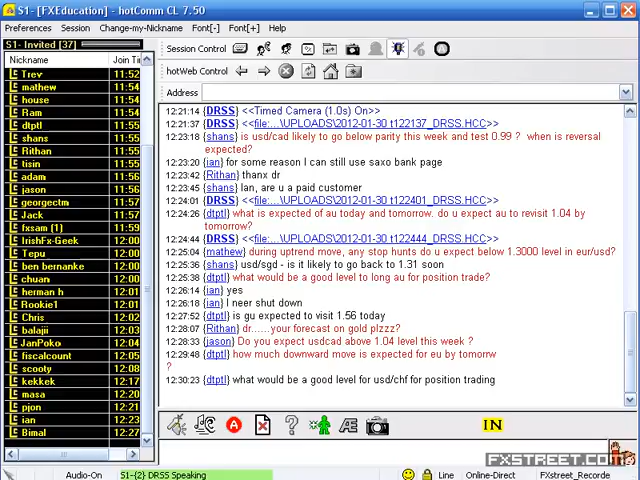 S1- [FXEducation] - hotComm CL 7.50
Preferences Session Change-my-Nickname Font[-] Font[+] Help
S1- Invited [37]
Session Control
Nickname Join Tir
hotWeb Control
Address
Trev 11:52
mathew 11:54
house 11:54
Ram 11:54
dtptl 11:55
shans 11:55
Rithan 11:55
tisin 11:55
adam 11:56
jason 11:56
georgectm 11:56
Jack 11:56
fxsam (1) 11:59
IrishFx-Geek 12:00
Tepu 12:00
ben bernanke 12:00
chuan 12:00
herman h 12:01
Rookie1 12:01
Chris 12:02
balajii 12:03
JanPoko 12:04
fiscalcount 12:05
scooty 12:08
kekkek 12:17
masa 12:20
pjon 12:21
ian 12:23
Bimal 12:27
12:21:14 {DRSS} <<Timed Camera (1.0s) On>>
12:21:37 {DRSS} <<file:...\UPLOADS\2012-01-30 t122137_DRSS.HCC>>
12:23:18 {shans} is usd/cad likely to go below parity this week and test 0.99 ? when is reversal
expected?
12:23:20 {ian} for some reason I can still use saxo bank page
12:23:42 {Rithan} thanx dr
12:23:45 {shans} Ian, are u a paid customer
12:24:01 {DRSS} <<file:...\UPLOADS\2012-01-30 t122401_DRSS.HCC>>
12:24:26 {dtptl} what is expected of au today and tomorrow. do u expect au to revisit 1.04 by
tomorrow?
12:24:44 {DRSS} <<file:...\UPLOADS\2012-01-30 t122444_DRSS.HCC>>
12:25:04 {mathew} during uptrend move, any stop hunts do u expect below 1.3000 level in eur/usd?
12:25:36 {shans} usd/sgd - is it likely to go back to 1.31 soon
12:25:38 {dtptl} what would be a good level to long au for position trade?
12:26:14 {ian} yes
12:26:18 {ian} I neer shut down
12:27:52 {dtptl} is gu expected to visit 1.56 today
12:28:07 {Rithan} dr......your forecast on gold plzzz?
12:28:33 {jason} Do you expect usdcad above 1.04 level this week ?
12:29:48 {dtptl} how much downward move is expected for eu by tomorrw
?
12:30:23 {dtptl} what would be a good level for usd/chf for position trading
A
Æ
IN
FXSTREET.COM
Audio-On S1-{2} DRSS Speaking Line Online-Direct FXstreet_Recorde